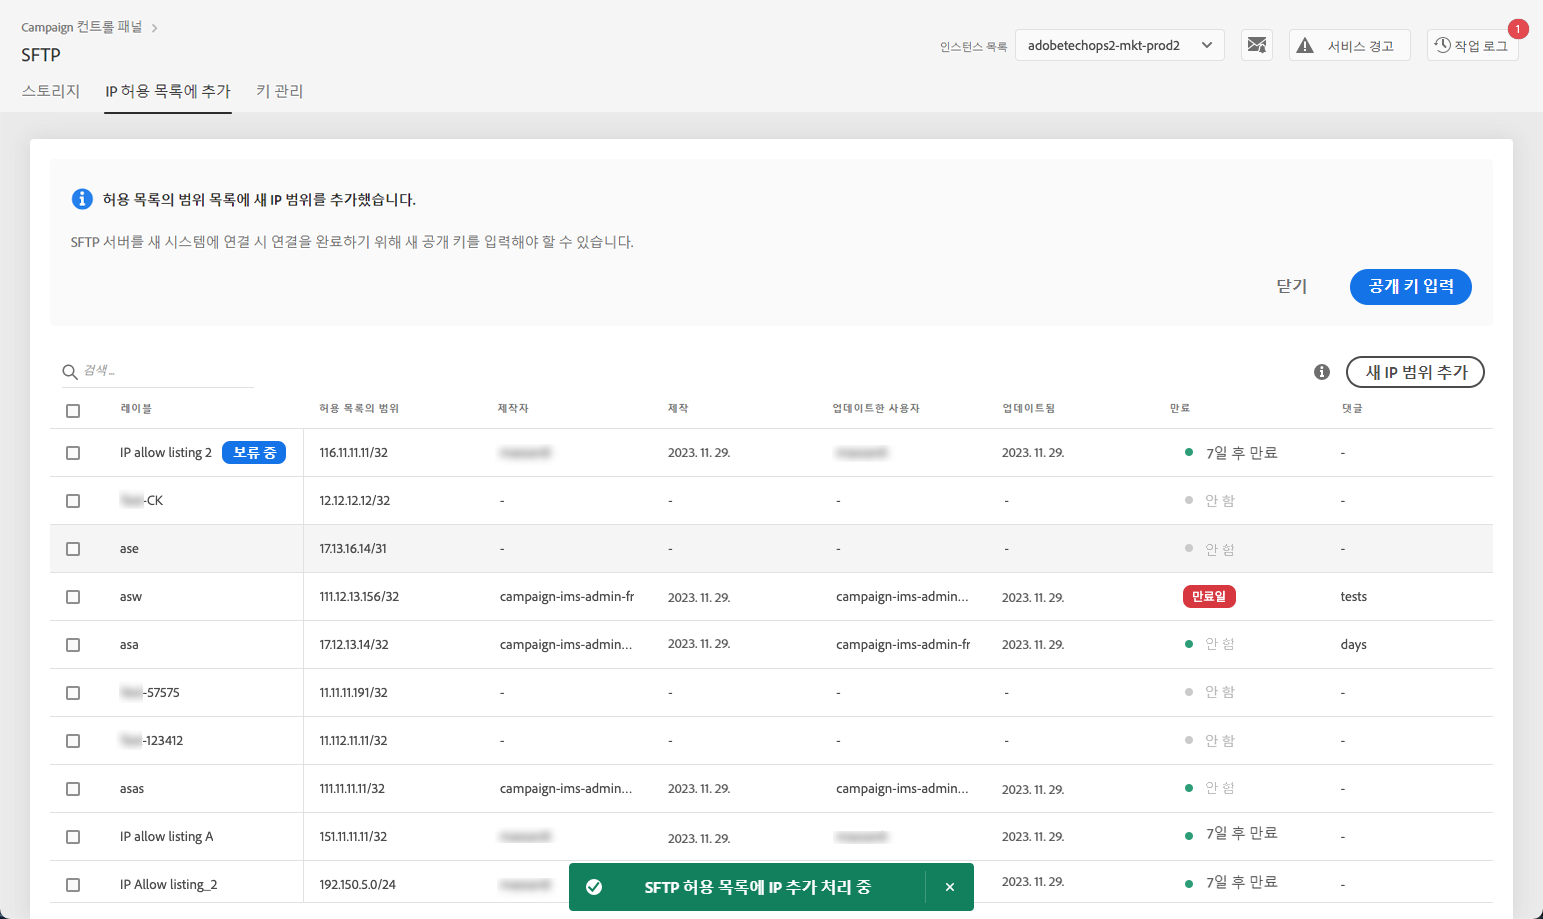 Campaign 컨트롤 패널
SFTP
인스턴스 목록 adobetechops2-mkt-prod2 서비스 경고 작업 로그 1
스토리지 IP 허용 목록에 추가 키 관리
허용 목록의 범위 목록에 새 IP 범위를 추가했습니다.
SFTP 서버를 새 시스템에 연결 시 연결을 완료하기 위해 새 공개 키를 입력해야 할 수 있습니다.
닫기 공개 키 입력
검색 ... 새 IP 범위 추가
레이블 허용 목록의 범위 제작자 제작 업데이트한 사용자 업데이트됨 만료 댓글
IP allow listing 2 보류 중 116.11.11.11/32 2023. 11. 29. 2023. 11. 29. 7일 후 만료 -
-CK 12.12.12.12/32 - - - - 안 함 -
ase 17.13.16.14/31 - - - - 안 함 -
asw 111.12.13.156/32 campaign-ims-admin-fr 2023. 11. 29. campaign-ims-admin... 2023. 11. 29. 만료일 tests
asa 17.12.13.14/32 campaign-ims-admin... 2023. 11. 29. campaign-ims-admin-fr 2023. 11. 29. 안 함 days
-57575 11.11.11.191/32 - - - - 안 함 -
-123412 11.112.11.11/32 - - - - 안 함 -
asas 111.11.11.11/32 campaign-ims-admin... 2023. 11. 29. campaign-ims-admin... 2023. 11. 29. 안 함 -
IP allow listing A 151.11.11.11/32 2023. 11. 29. 2023. 11. 29. 7일 후 만료 -
IP Allow listing_2 192.150.5.0/24 2023. 11. 29. 7일 후 만료 -
SFTP 허용 목록에 IP 추가 처리 중